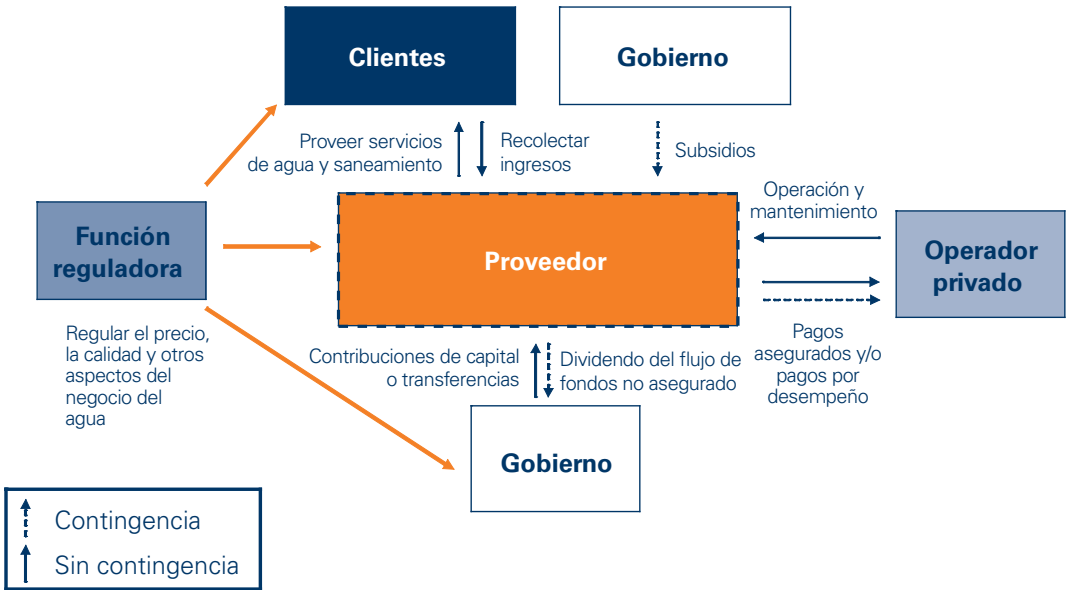 Clientes
Gobierno
Proveer servicios
de agua y saneamiento
Recolectar
ingresos
Subsidios
Operación y
mantenimiento
Función
reguladora
Proveedor
Operador
privado
Regular el precio,
la calidad y otros
aspectos del
negocio del
agua
Contribuciones de capital
o transferencias
Dividendo del flujo de
fondos no asegurado
Pagos
asegurados y/o
pagos por
desempeño
Gobierno
Contingencia
Sin contingencia